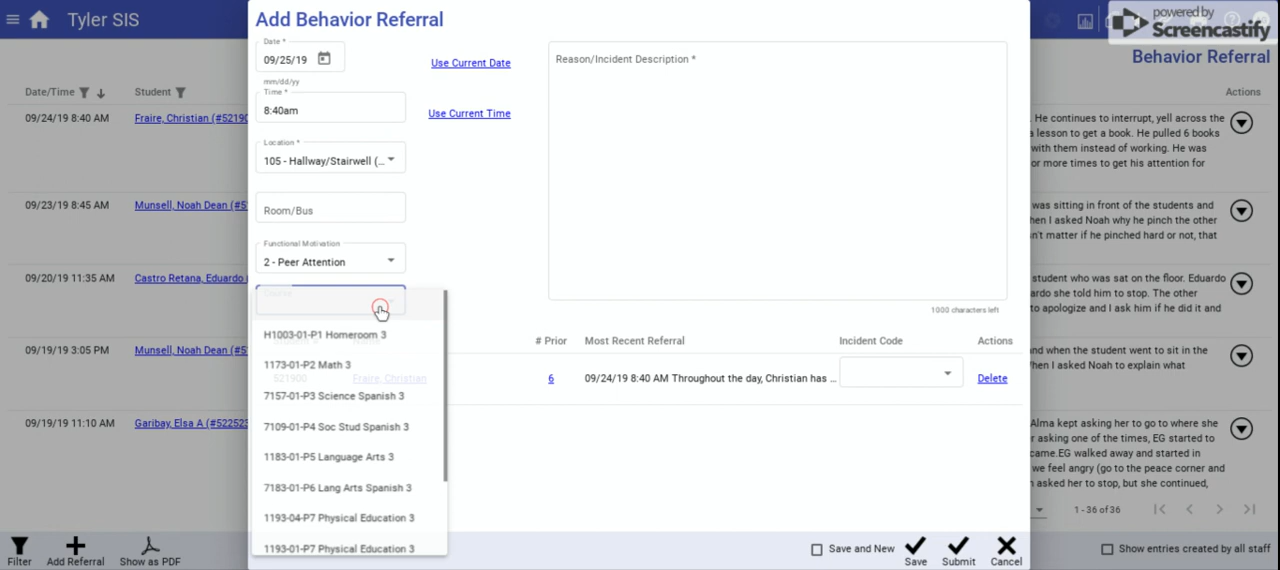 Tyler SIS
powered by
Screencastify
Behavior Referral
Date/Time
Student
Actions
09/24/19 8:40 AM
Fraire, Christian (#52190
. He continues to interrupt, yell across the
a lesson to get a book. He pulled 6 books
with them instead of working. He was
or more times to get his attention for
09/23/19 8:45 AM
Munsell, Noah Dean (#5
was sitting in front of the students and
hen I asked Noah why he pinch the other
n't matter if he pinched hard or not, that
09/20/19 11:35 AM
Castro Retana, Eduardo
student who was sat on the floor. Eduardo
ardo she told him to stop. The other
to apologize and I ask him if he did it and
09/19/19 3:05 PM
Munsell, Noah Dean (#5
nd when the student went to sit in the
hen I asked Noah to explain what
09/19/19 11:10 AM
Garibay, Elsa A (#522523
Alma kept asking her to go to where she
r asking one of the times, EG started to
came.EG walked away and started in
we feel angry (go to the peace corner and
asked her to stop, but she continued,
1 - 36 of 36
Add Behavior Referral
Date *
09/25/19
Use Current Date
mm/dd/yy
Time *
8:40am
Use Current Time
Location *
105 - Hallway/Stairwell (...
Room/Bus
Functional Motivation
2 - Peer Attention
Course
H1003-01-P1 Homeroom 3
1173-01-P2 Math 3
7157-01-P3 Science Spanish 3
7109-01-P4 Soc Stud Spanish 3
1183-01-P5 Language Arts 3
7183-01-P6 Lang Arts Spanish 3
1193-04-P7 Physical Education 3
1193-01-P7 Physical Education 3
Reason/Incident Description *
1000 characters left
# Prior
Most Recent Referral
Incident Code
Actions
521900
Fraire, Christian
6
09/24/19 8:40 AM Throughout the day, Christian has ...
Delete
Save and New
Save
Submit
Cancel
Filter
Add Referral
Show as PDF
Show entries created by all staff